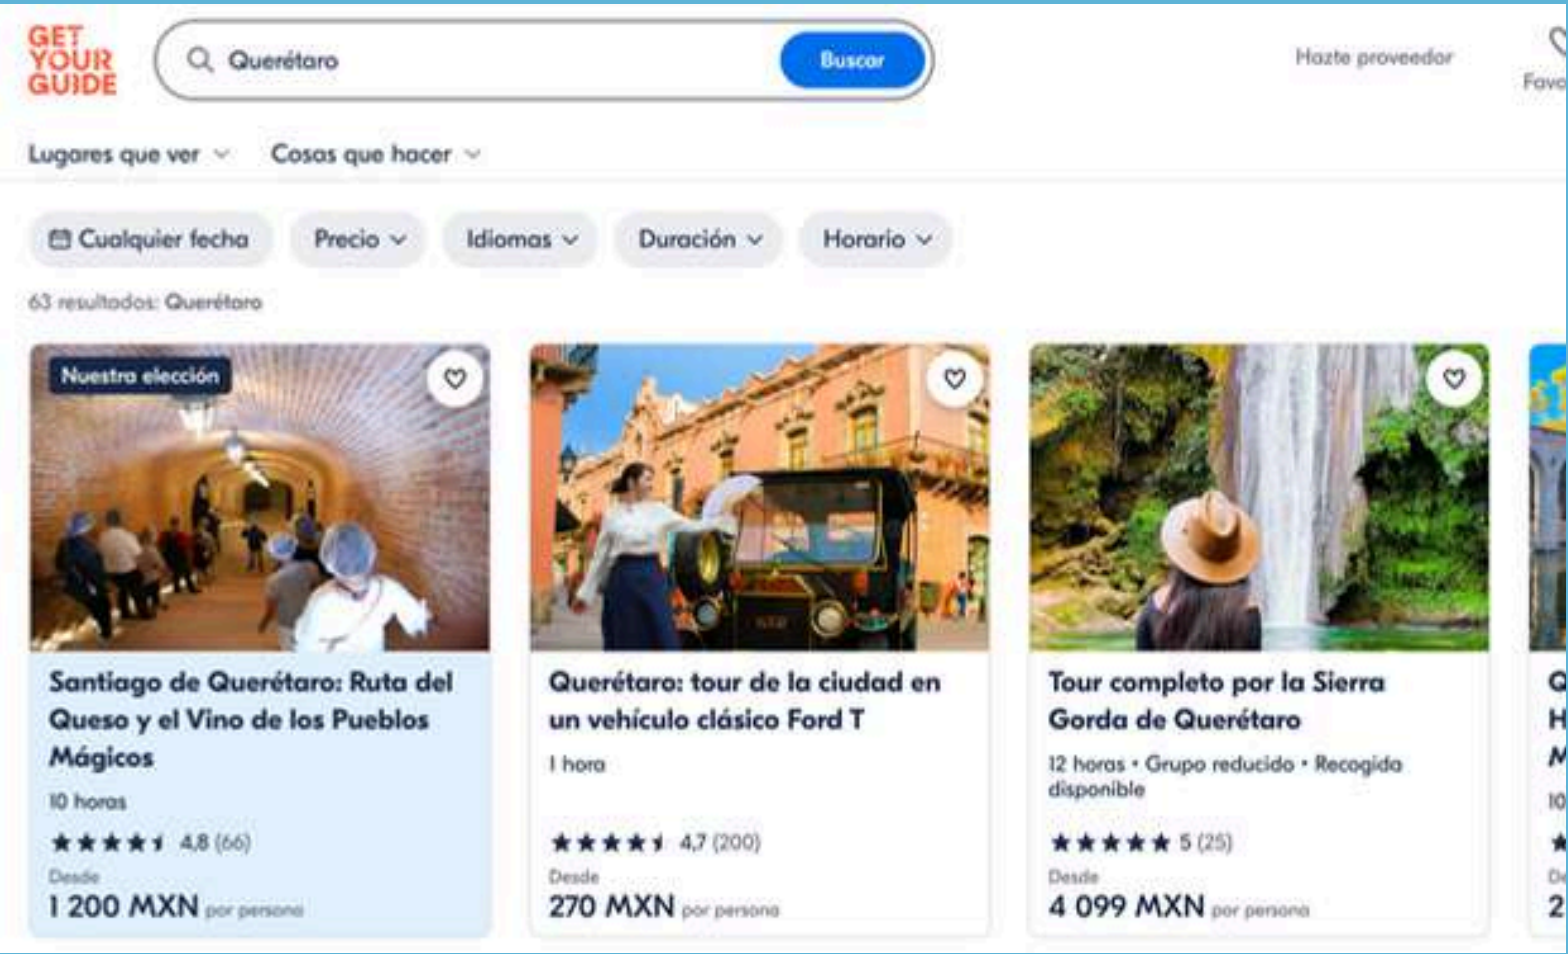 GET
YOUR
GUIDE
Querétaro
Buscar
Hazte proveedor
Lugares que ver
Cosas que hacer
Cualquier fecha
Precio
Idiomas
Duración
Horario
63 resultados: Querétaro
Nuestra elección
Santiago de Querétaro: Ruta del
Queso y el Vino de los Pueblos
Mágicos
10 horas
4,8 (66)
Desde
1 200 MXN por persona
Querétaro: tour de la ciudad en
un vehículo clásico Ford T
1 hora
4,7 (200)
Desde
270 MXN por persona
Tour completo por la Sierra
Gorda de Querétaro
12 horas • Grupo reducido • Recogida
disponible
5 (25)
Desde
4 099 MXN por persona